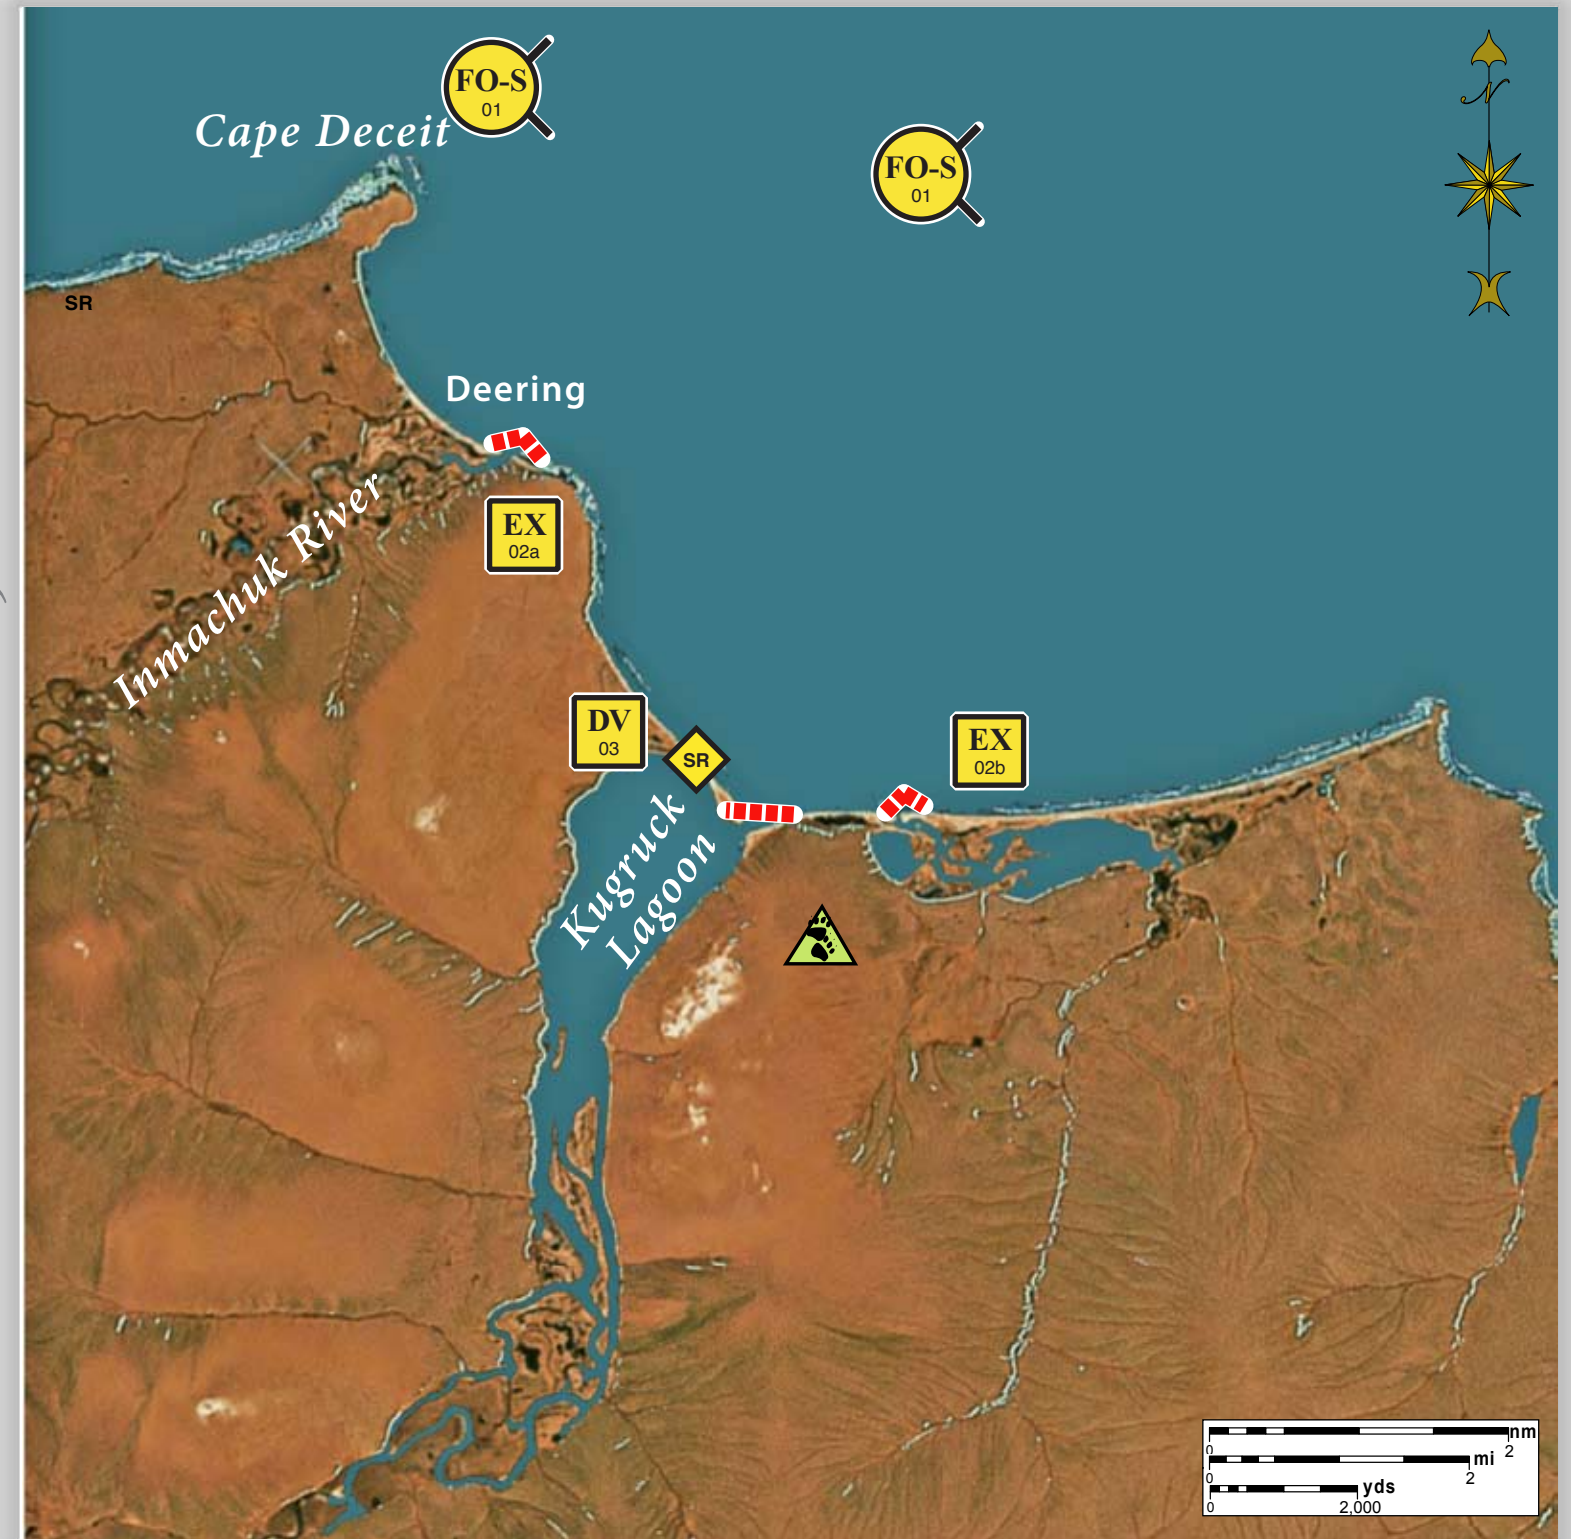 FO-S
01
Cape Deceit
FO-S
01
N
SR
Deering
Inmachuk River
EX
02a
DV
03
SR
EX
02b
Kugruck
Lagoon
nm
0
2
mi
0
2
yds
0
2,000